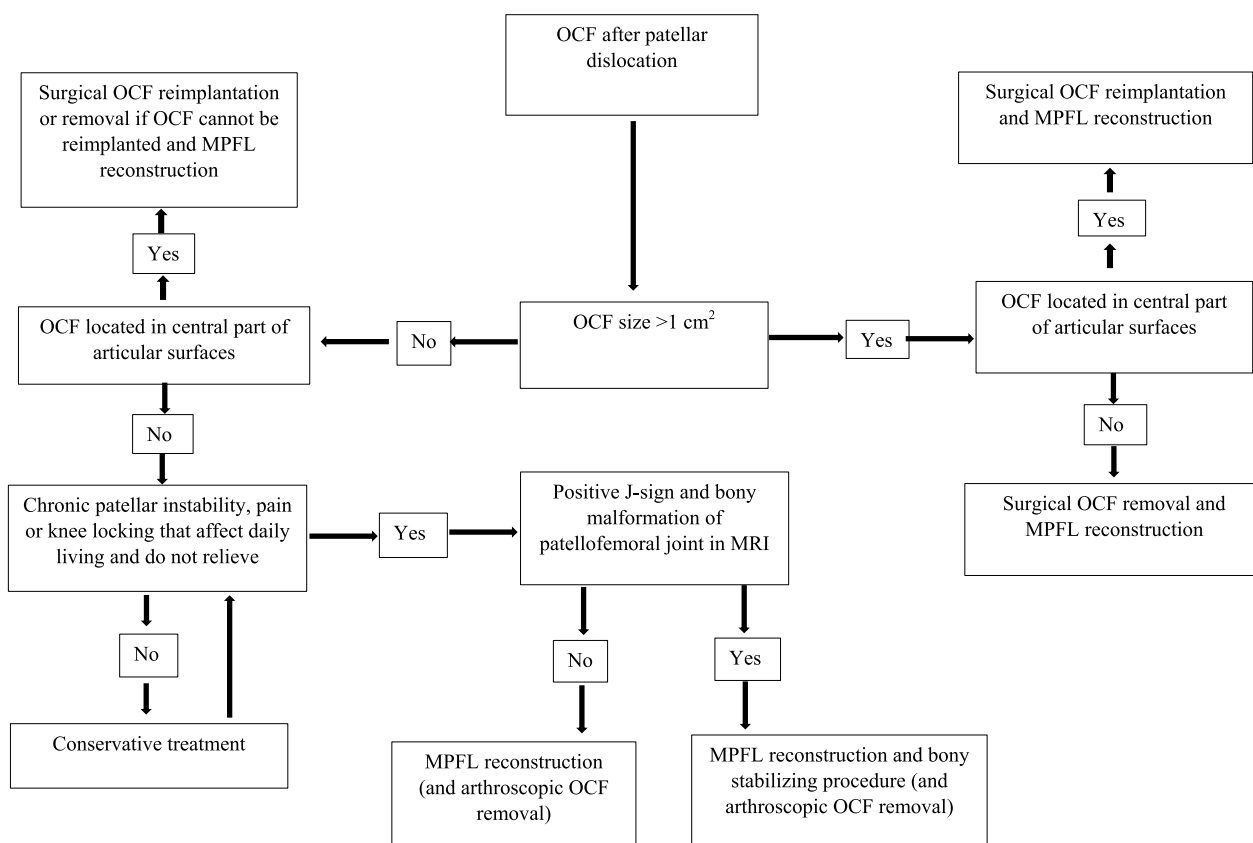 OCF after patellar
dislocation
Surgical OCF reimplantation
or removal if OCF cannot be
reimplanted and MPFL
reconstruction
Surgical OCF reimplantation
and MPFL reconstruction
Yes
Yes
OCF located in central part of
articular surfaces
No
OCF size >1 cm²
Yes
OCF located in central part
of articular surfaces
No
No
Chronic patellar instability, pain
or knee locking that affect daily
living and do not relieve
Yes
Positive J-sign and bony
malformation of
patellofemoral joint in MRI
Surgical OCF removal and
MPFL reconstruction
No
No
Yes
Conservative treatment
MPFL reconstruction
(and arthroscopic OCF
removal)
MPFL reconstruction and bony
stabilizing procedure (and
arthroscopic OCF removal)